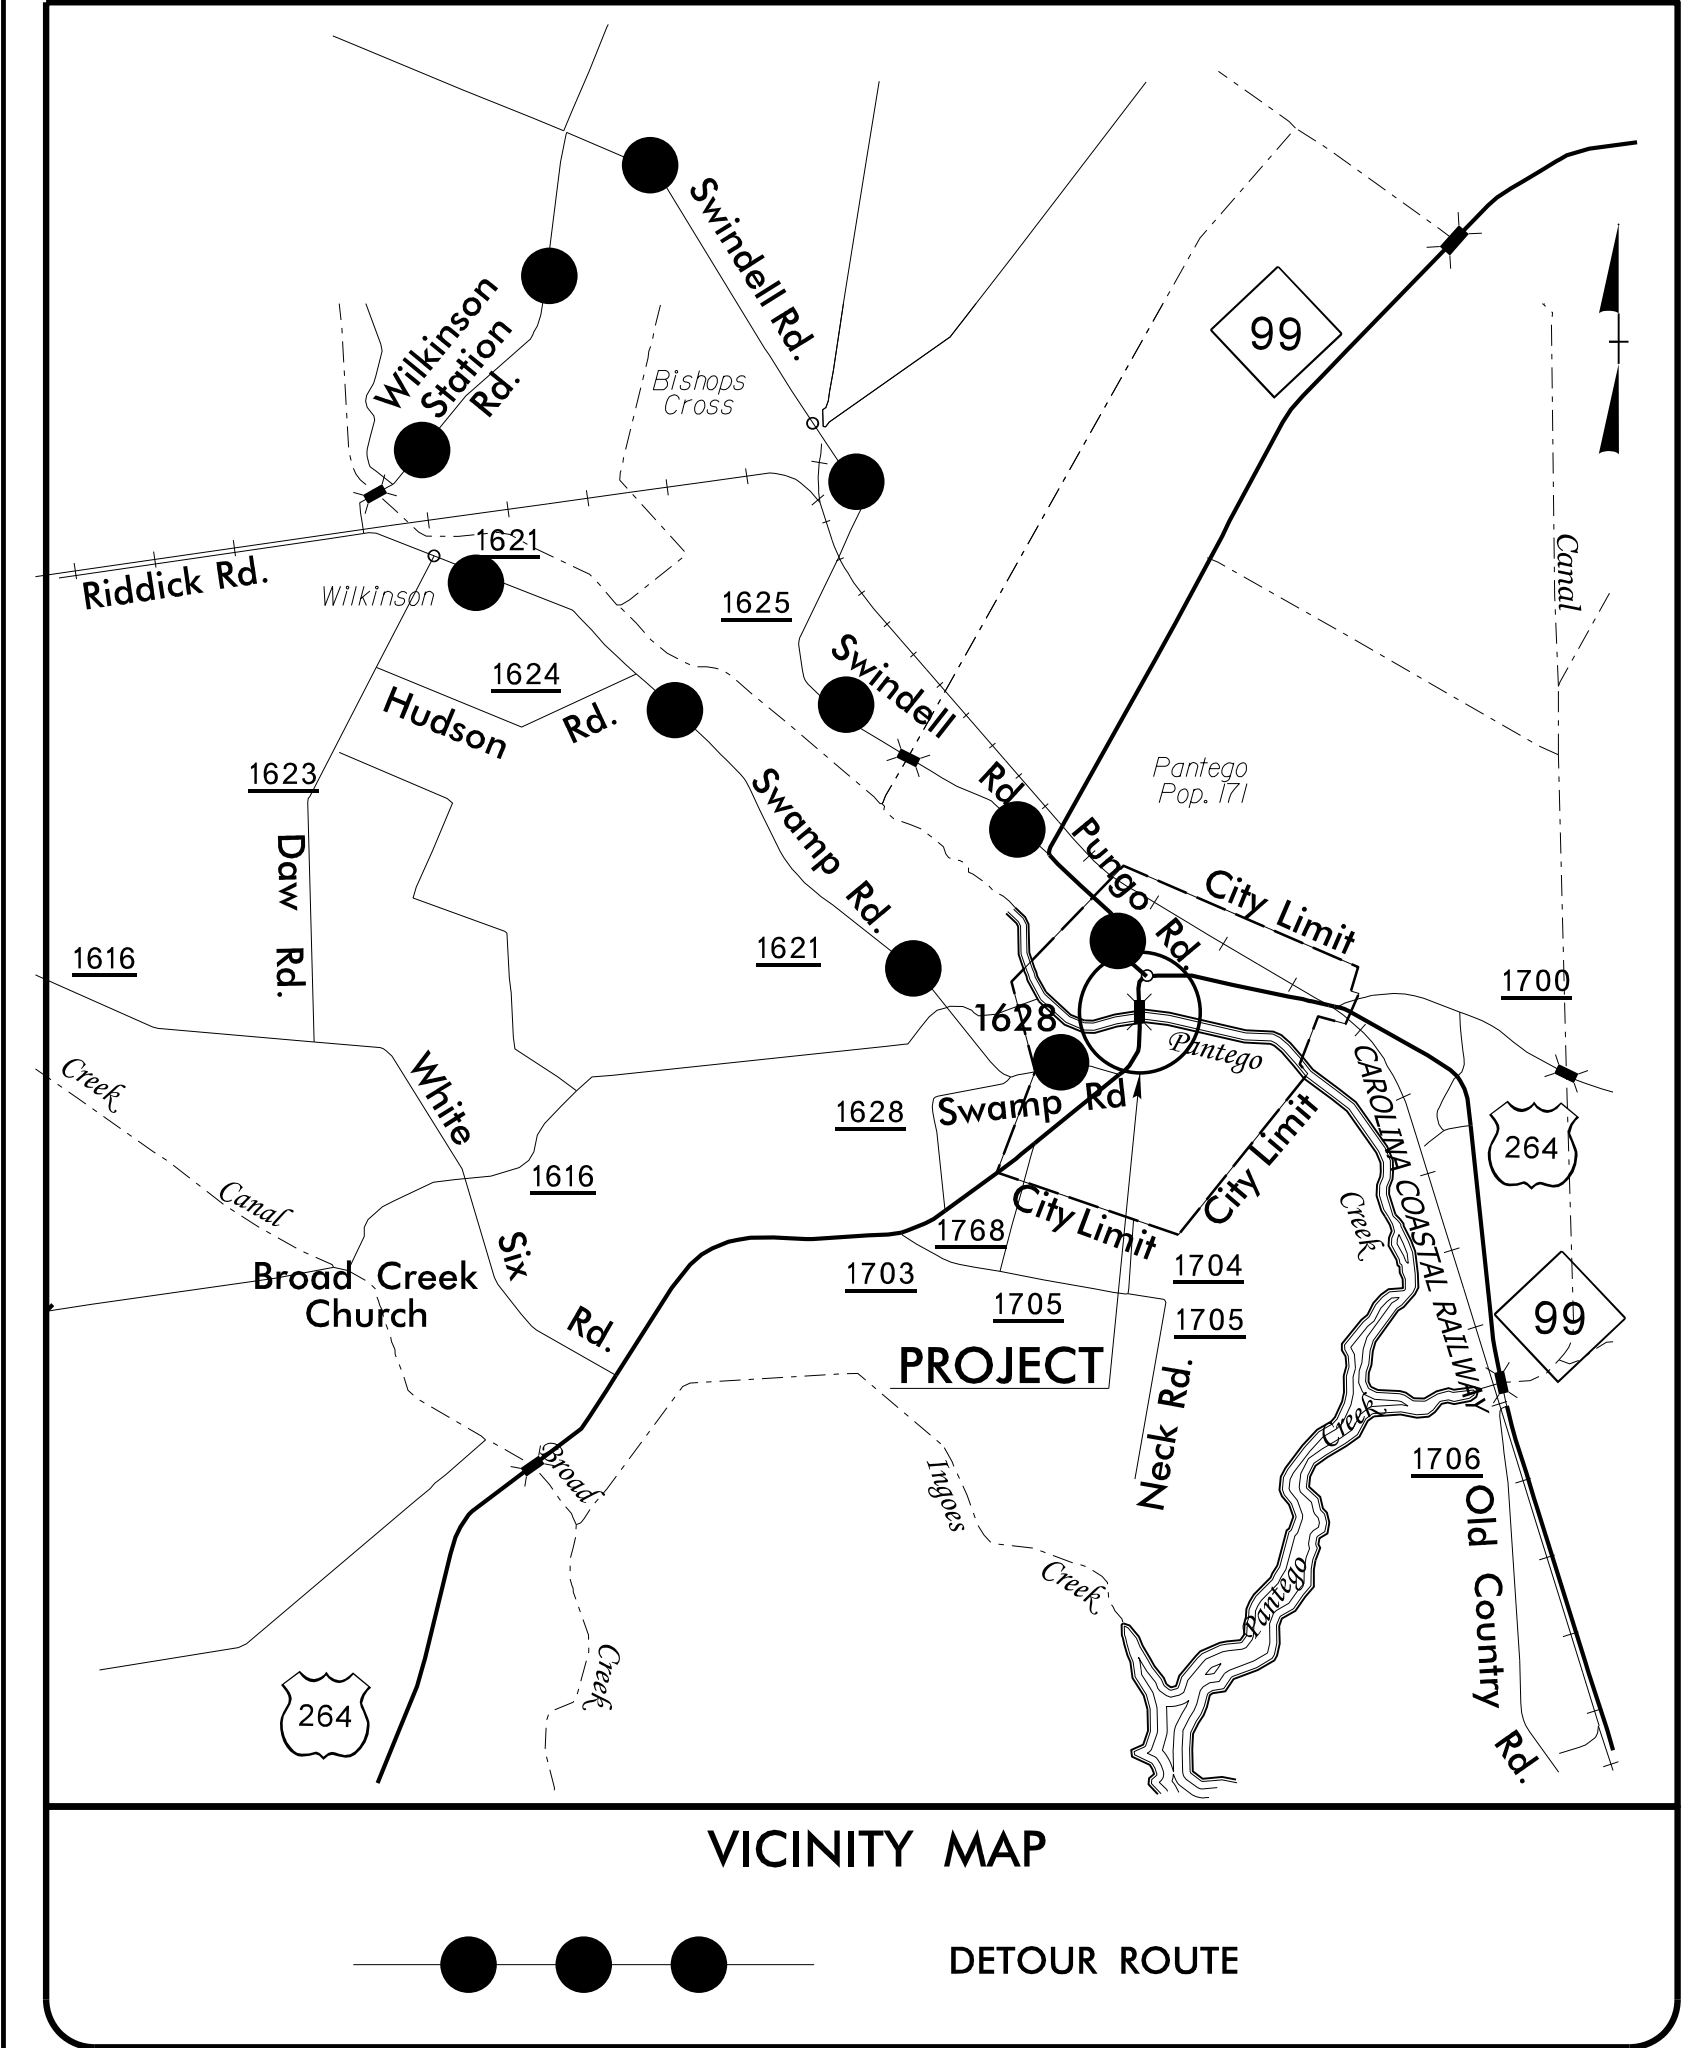 Swindell Rd.
Wilkinson
Station
Rd.
Bishops
Cross
99
1621
Riddick Rd.
Wilkinson
1625
Canal
1624
Hudson Rd.
Swindell
Rd.
1623
Swamp Rd.
Pantego
Pop. 171
Pungo Rd.
City Limit
Daw Rd.
1616
1621
1700
1628
Pantego
Creek
White
Swamp Rd
1628
CAROLINA COASTAL RAILWAY
264
City Limit
1616
Canal
Creek
Six
1768
City Limit
1704
Broad Creek
Church
1703
1705
1705
99
Rd.
PROJECT
Neck Rd.
Creek
1706
Broad
Ingoes
Old Country Rd.
Creek
Pantego
Creek
264
VICINITY MAP
DETOUR ROUTE